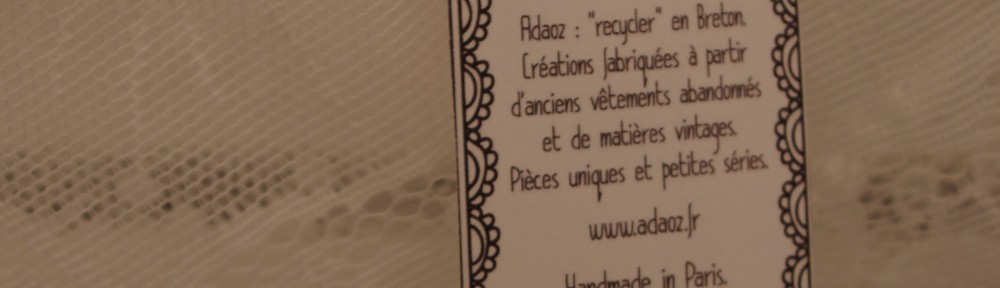 Adaoz : "recycler" en Breton.
Créations fabriquées à partir
d'anciens vêtements abandonnés
et de matières vintages.
Pièces uniques et petites séries.
www.adaoz.fr
Handmade in Paris.